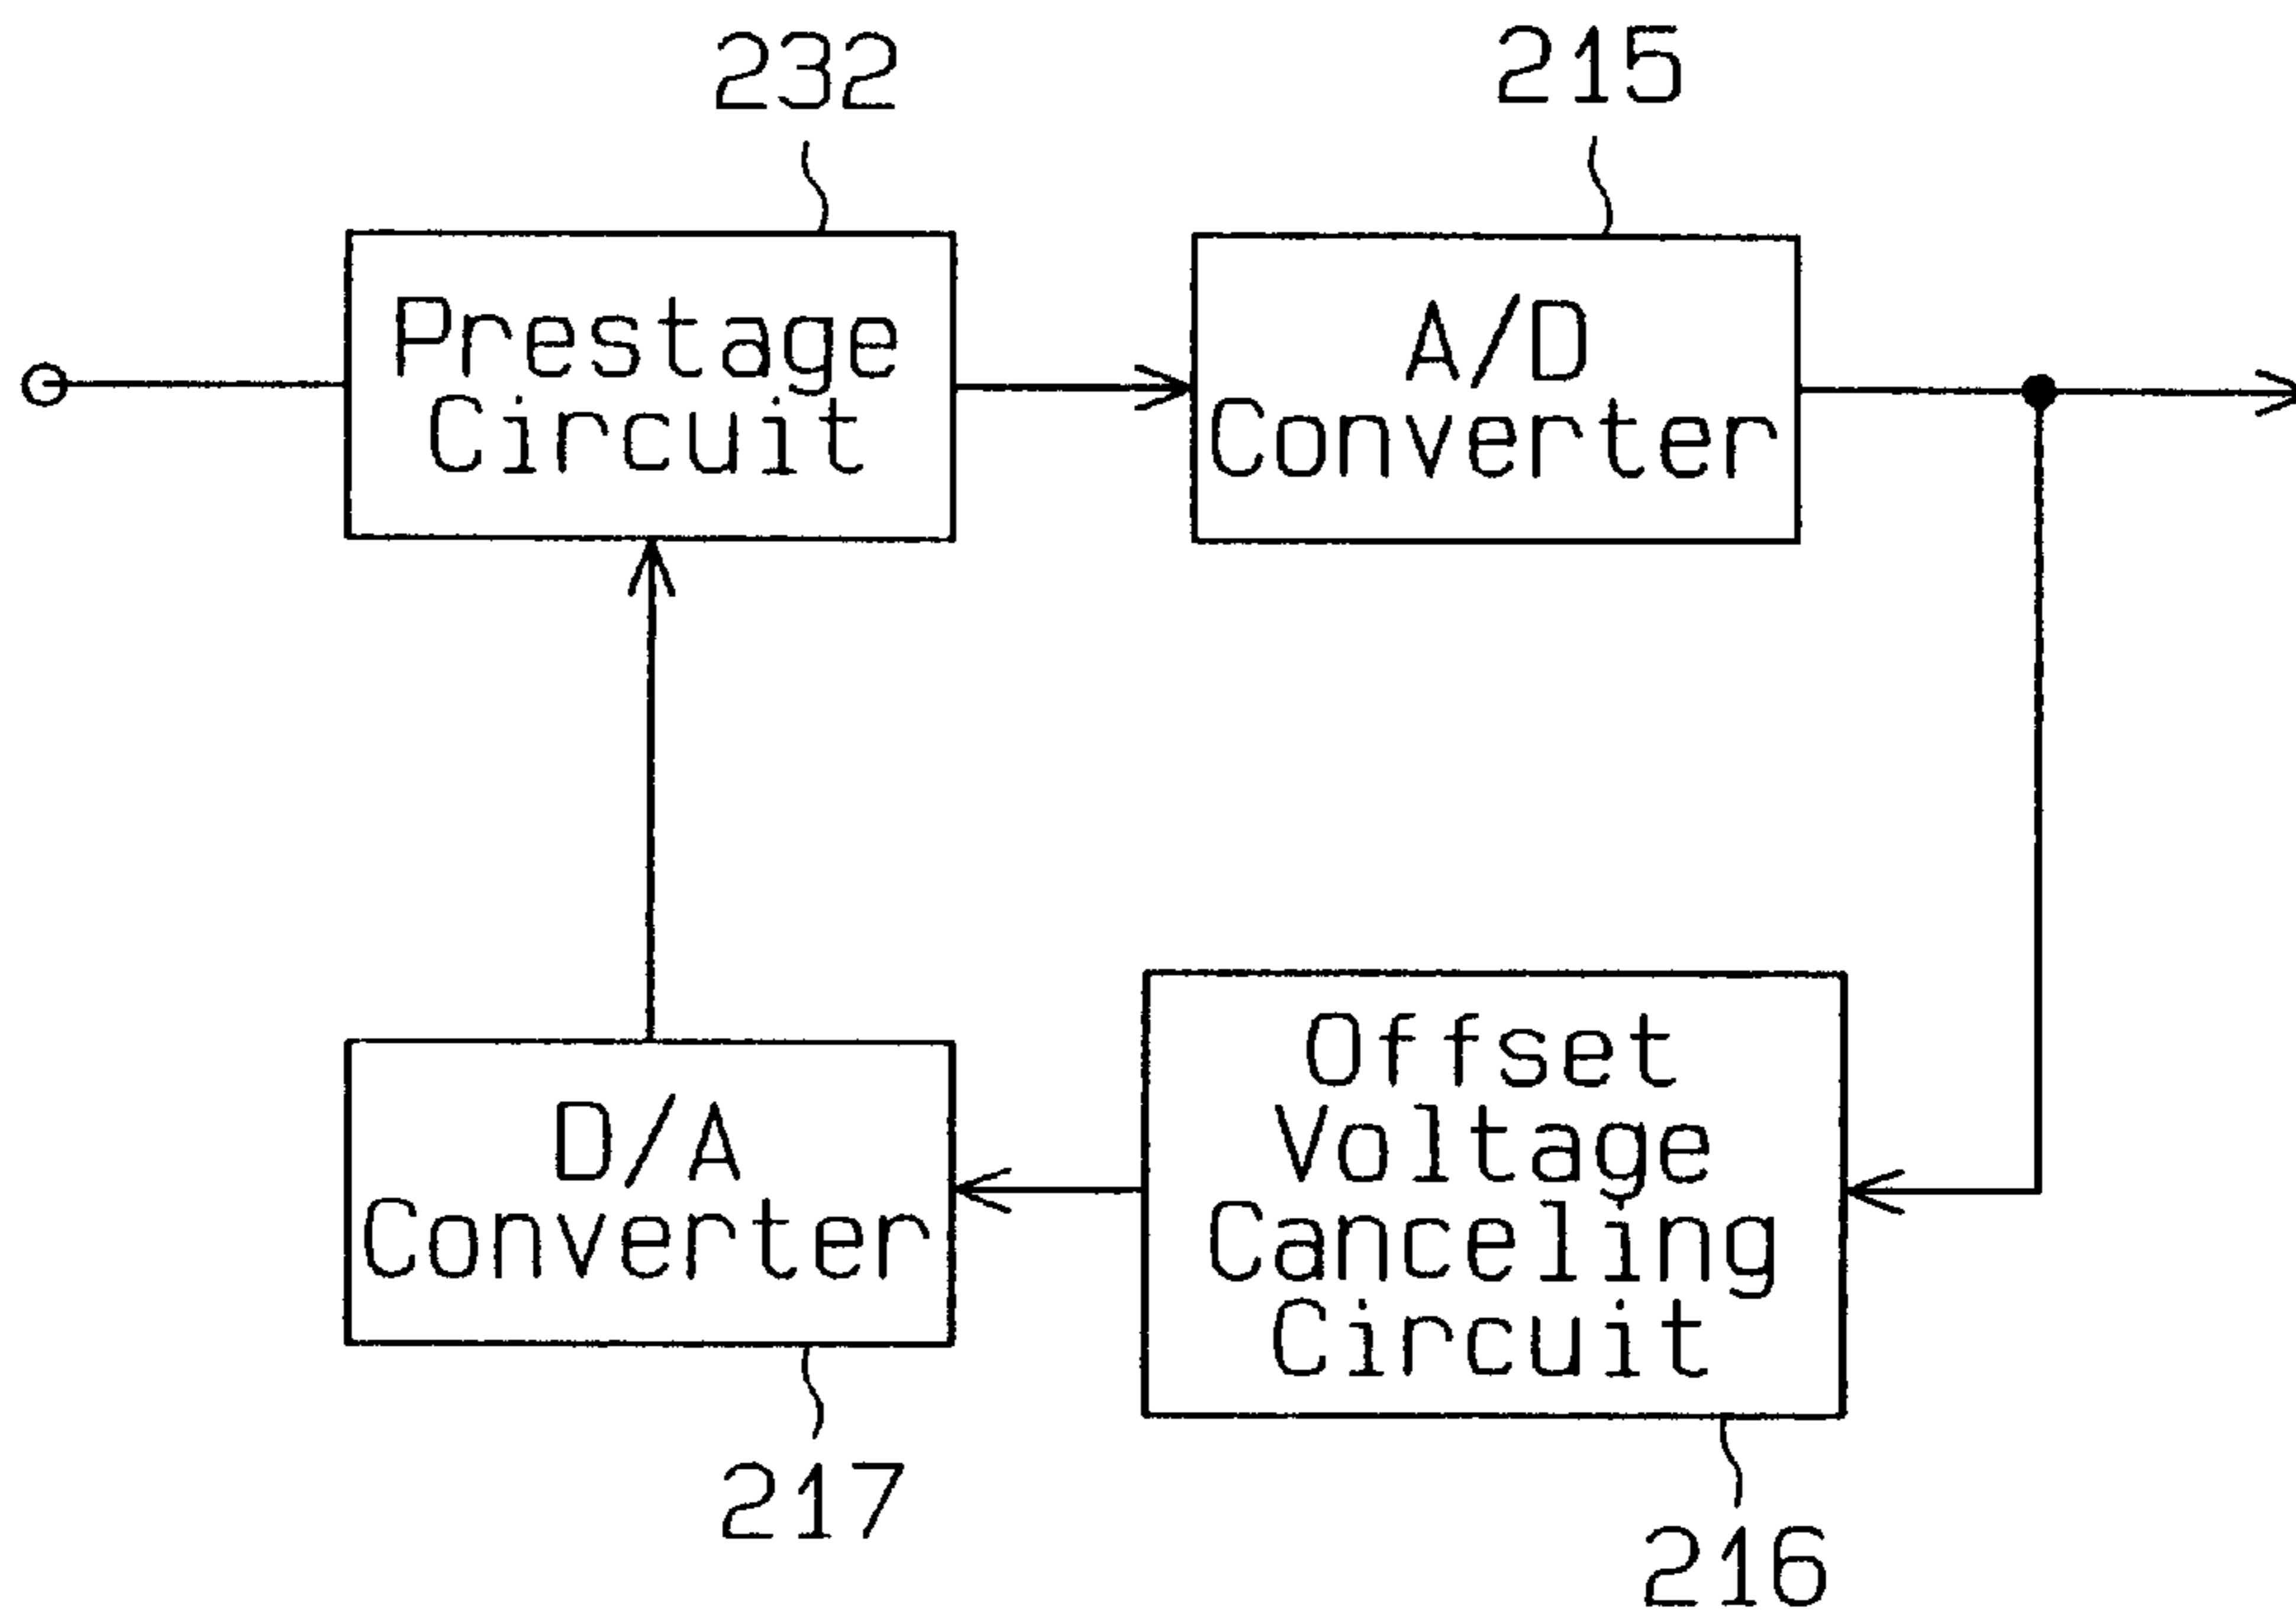 232
215
Prestage
Circuit
A/D
Converter
D/A
Converter
Offset
Voltage
Canceling
Circuit
217
216